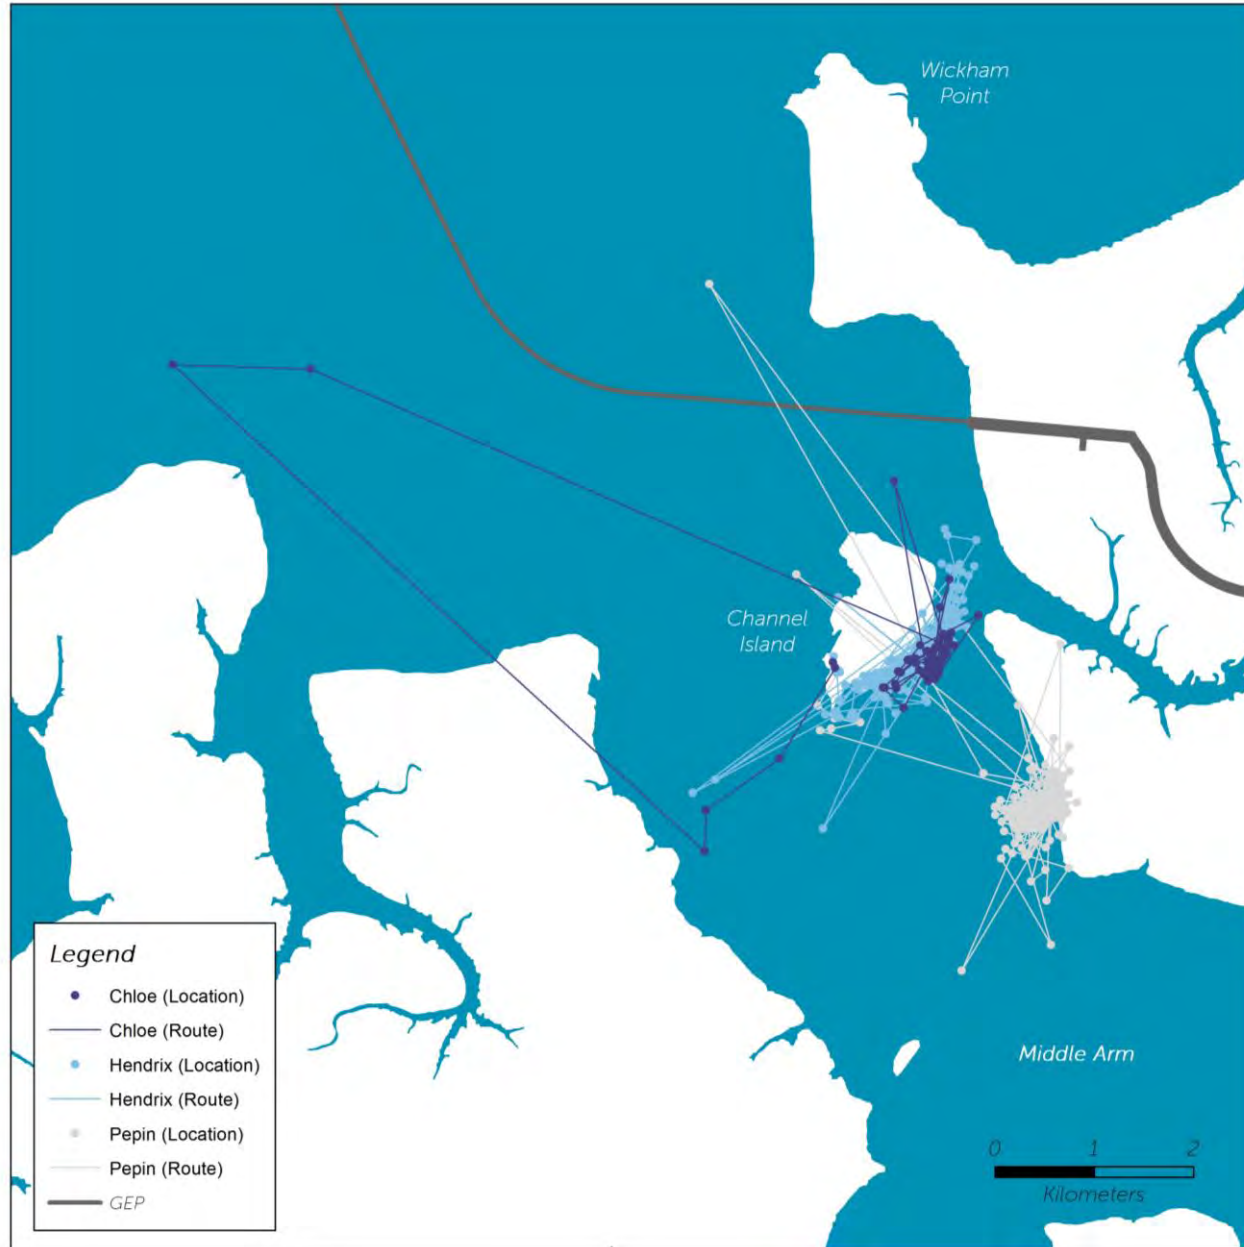 Wickham
Point
Channel
Island
Legend
Chloe (Location)
Chloe (Route)
Hendrix (Location)
Hendrix (Route)
Pepin (Location)
Pepin (Route)
GEP
Middle Arm
0 1 2
Kilometers